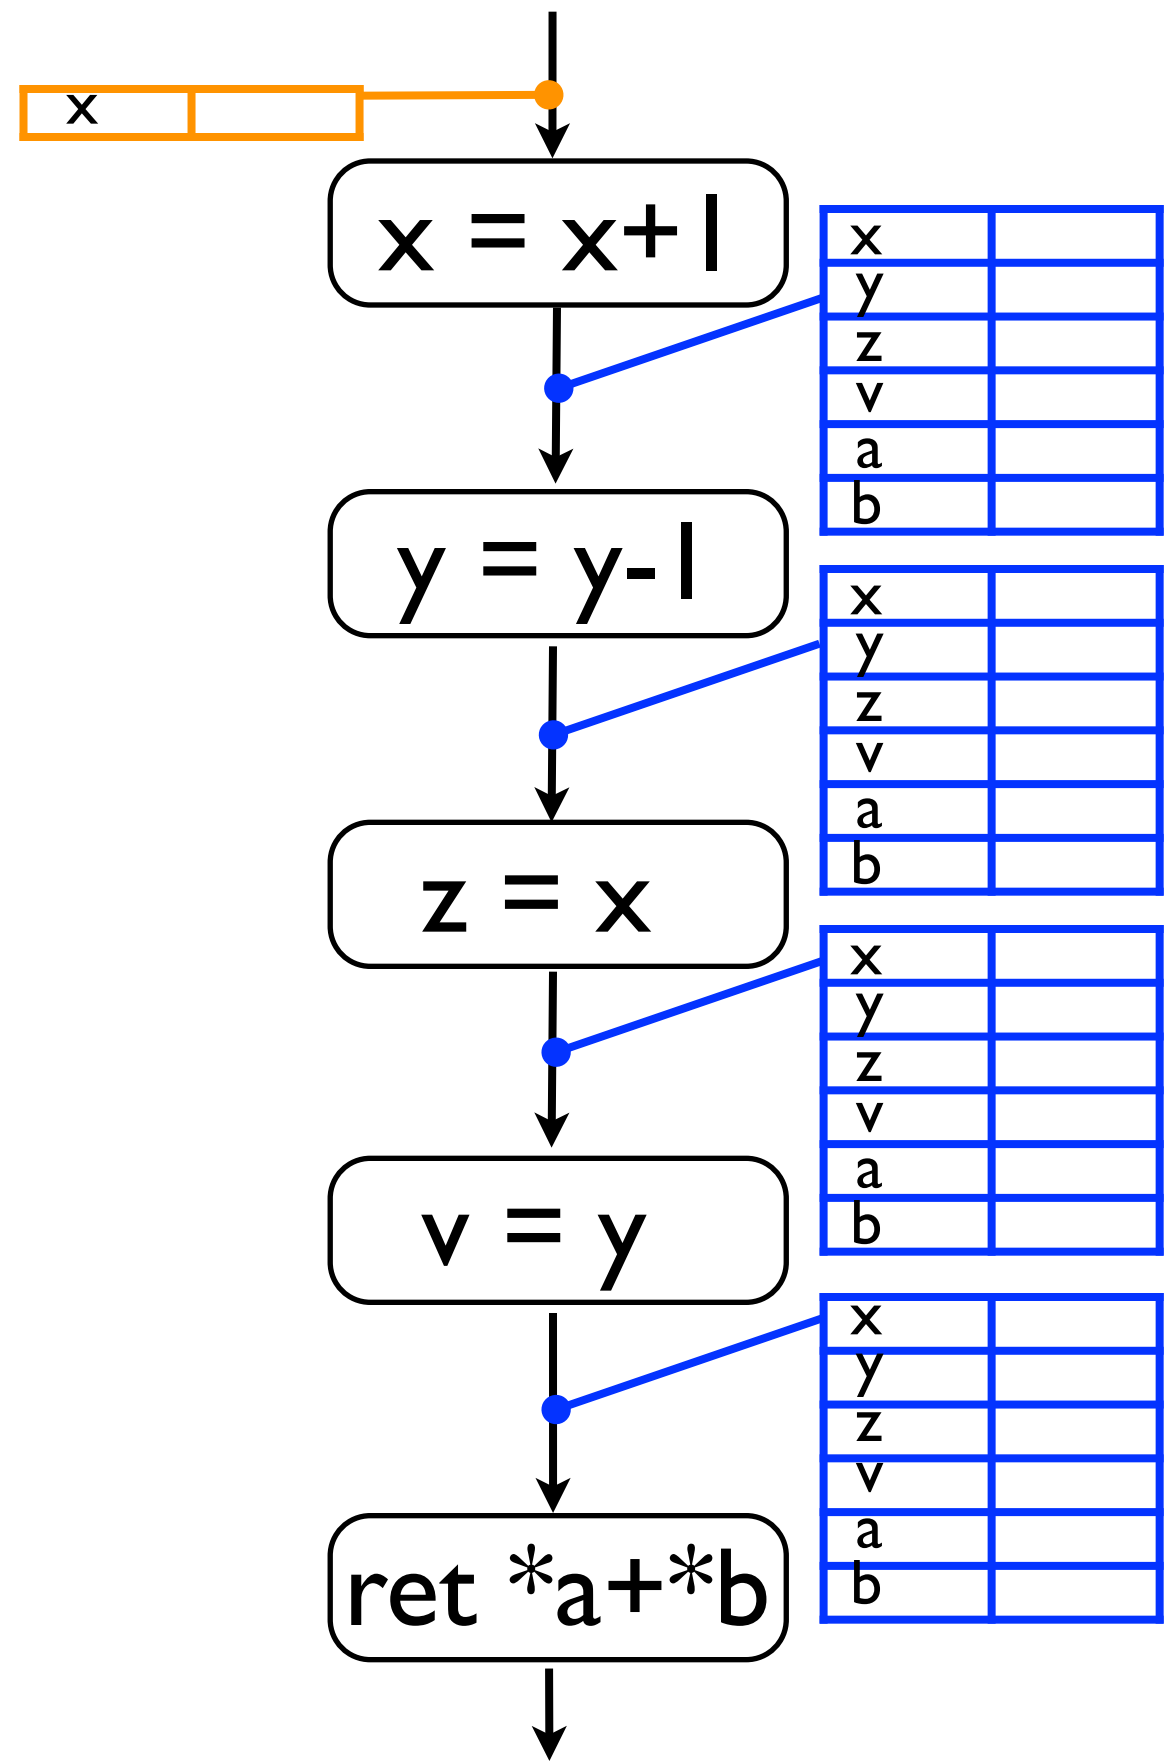 x
x = x+1
x
y
z
v
a
b
y = y-1
x
y
z
v
a
b
z = x
x
y
z
v
a
b
v = y
x
y
z
v
a
b
ret *a+*b